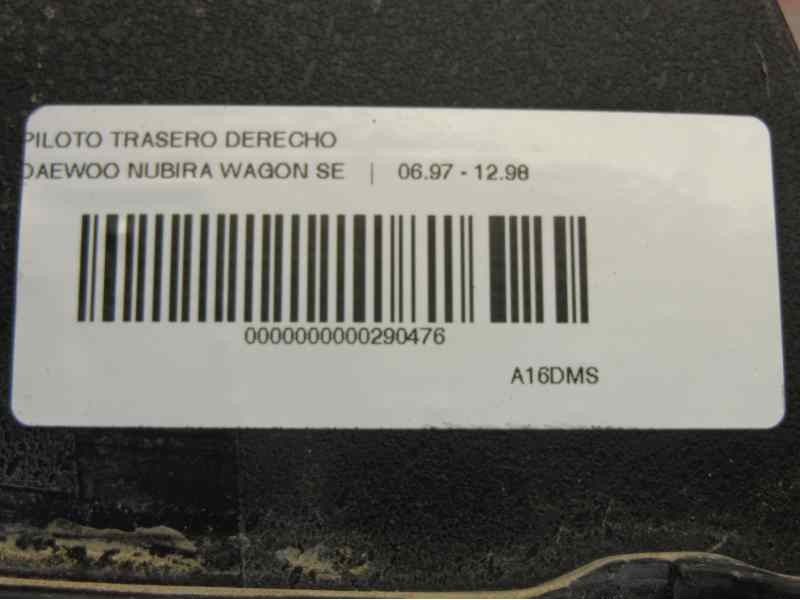 PILOTO TRASERO DERECHO
DAEWOO NUBIRA WAGON SE | 06.97 - 12.98
0000000000290476
A16DMS